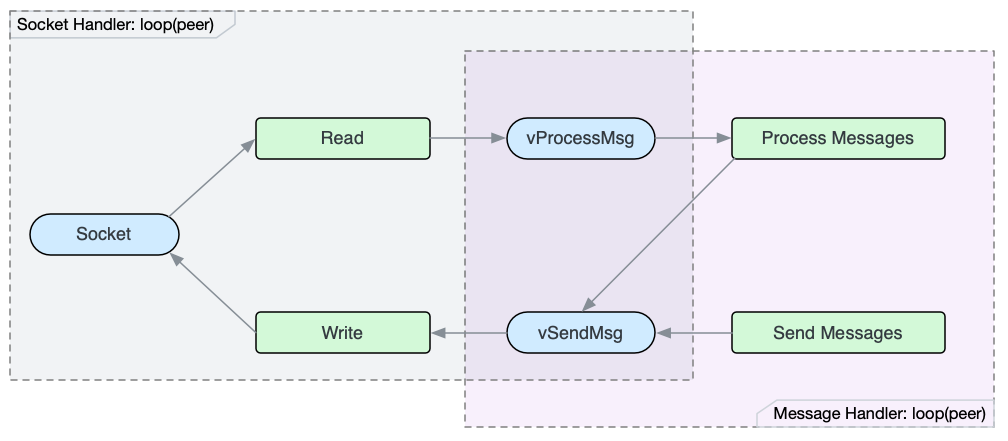 Socket Handler: loop(peer)
Read
vProcessMsg
Process Messages
Socket
Write
vSendMsg
Send Messages
Message Handler: loop(peer)